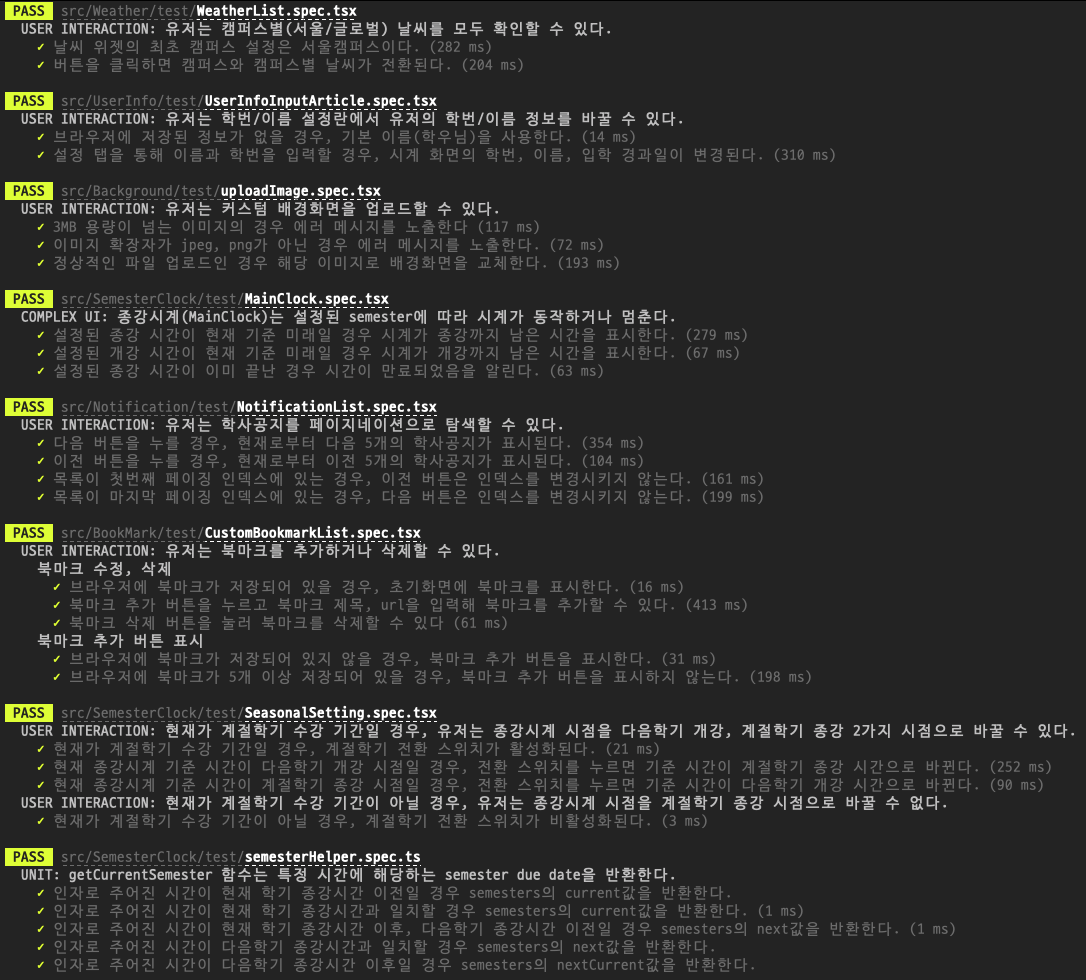 PASS src/Weather/test/WeatherList.spec.tsx
USER INTERACTION: 유저는 캠퍼스별(서울/글로벌) 날씨를 모두 확인할 수 있다.
✓ 날씨 위젯의 최초 캠퍼스 설정은 서울캠퍼스이다. (282 ms)
✓ 버튼을 클릭하면 캠퍼스와 캠퍼스별 날씨가 전환된다. (204 ms)
PASS src/UserInfo/test/UserInfoInputArticle.spec.tsx
USER INTERACTION: 유저는 학번/이름 설정란에서 유저의 학번/이름 정보를 바꿀 수 있다.
✓ 브라우저에 저장된 정보가 없을 경우, 기본 이름(학우님)을 사용한다. (14 ms)
✓ 설정 탭을 통해 이름과 학번을 입력할 경우, 시계 화면의 학번, 이름, 입학 경과일이 변경된다. (310 ms)
PASS src/Background/test/uploadImage.spec.tsx
USER INTERACTION: 유저는 커스텀 배경화면을 업로드할 수 있다.
✓ 3MB 용량이 넘는 이미지의 경우 에러 메시지를 노출한다 (117 ms)
✓ 이미지 확장자가 jpeg, png가 아닌 경우 에러 메시지를 노출한다. (72 ms)
✓ 정상적인 파일 업로드인 경우 해당 이미지로 배경화면을 교체한다. (193 ms)
PASS src/SemesterClock/test/MainClock.spec.tsx
COMPLEX UI: 종강시계(MainClock)는 설정된 semester에 따라 시계가 동작하거나 멈춘다.
✓ 설정된 종강 시간이 현재 기준 미래일 경우 시계가 종강까지 남은 시간을 표시한다. (279 ms)
✓ 설정된 개강 시간이 현재 기준 미래일 경우 시계가 개강까지 남은 시간을 표시한다. (67 ms)
✓ 설정된 종강 시간이 이미 끝난 경우 시간이 만료되었음을 알린다. (63 ms)
PASS src/Notification/test/NotificationList.spec.tsx
USER INTERACTION: 유저는 학사공지를 페이지네이션으로 탐색할 수 있다.
✓ 다음 버튼을 누를 경우, 현재로부터 다음 5개의 학사공지가 표시된다. (354 ms)
✓ 이전 버튼을 누를 경우, 현재로부터 이전 5개의 학사공지가 표시된다. (104 ms)
✓ 목록이 첫번째 페이징 인덱스에 있는 경우, 이전 버튼은 인덱스를 변경시키지 않는다. (161 ms)
✓ 목록이 마지막 페이징 인덱스에 있는 경우, 다음 버튼은 인덱스를 변경시키지 않는다. (199 ms)
PASS src/BookMark/test/CustomBookmarkList.spec.tsx
USER INTERACTION: 유저는 북마크를 추가하거나 삭제할 수 있다.
북마크 수정, 삭제
✓ 브라우저에 북마크가 저장되어 있을 경우, 초기화면에 북마크를 표시한다. (16 ms)
✓ 북마크 추가 버튼을 누르고 북마크 제목, url을 입력해 북마크를 추가할 수 있다. (413 ms)
✓ 북마크 삭제 버튼을 눌러 북마크를 삭제할 수 있다 (61 ms)
북마크 추가 버튼 표시
✓ 브라우저에 북마크가 저장되어 있지 않을 경우, 북마크 추가 버튼을 표시한다. (31 ms)
✓ 브라우저에 북마크가 5개 이상 저장되어 있을 경우, 북마크 추가 버튼을 표시하지 않는다. (198 ms)
PASS src/SemesterClock/test/SeasonalSetting.spec.tsx
USER INTERACTION: 현재가 계절학기 수강 기간일 경우, 유저는 종강시계 시점을 다음학기 개강, 계절학기 종강 2가지 시점으로 바꿀 수 있다.
✓ 현재가 계절학기 수강 기간일 경우, 계절학기 전환 스위치가 활성화된다. (21 ms)
✓ 현재 종강시계 기준 시간이 다음학기 개강 시점일 경우, 전환 스위치를 누르면 기준 시간이 계절학기 종강 시간으로 바뀐다. (252 ms)
✓ 현재 종강시계 기준 시간이 계절학기 종강 시점일 경우, 전환 스위치를 누르면 기준 시간이 다음학기 개강 시간으로 바뀐다. (90 ms)
USER INTERACTION: 현재가 계절학기 수강 기간이 아닐 경우, 유저는 종강시계 시점을 계절학기 종강 시점으로 바꿀 수 없다.
✓ 현재가 계절학기 수강 기간이 아닐 경우, 계절학기 전환 스위치가 비활성화된다. (3 ms)
PASS src/SemesterClock/test/semesterHelper.spec.ts
UNIT: getCurrentSemester 함수는 특정 시간에 해당하는 semester due date을 반환한다.
✓ 인자로 주어진 시간이 현재 학기 종강시간 이전일 경우 semesters의 current값을 반환한다.
✓ 인자로 주어진 시간이 현재 학기 종강시간과 일치할 경우 semesters의 current값을 반환한다. (1 ms)
✓ 인자로 주어진 시간이 현재 학기 종강시간 이후, 다음학기 종강시간 이전일 경우 semesters의 next값을 반환한다. (1 ms)
✓ 인자로 주어진 시간이 다음학기 종강시간과 일치할 경우 semesters의 next값을 반환한다.
✓ 인자로 주어진 시간이 다음학기 종강시간 이후일 경우 semesters의 nextCurrent값을 반환한다.